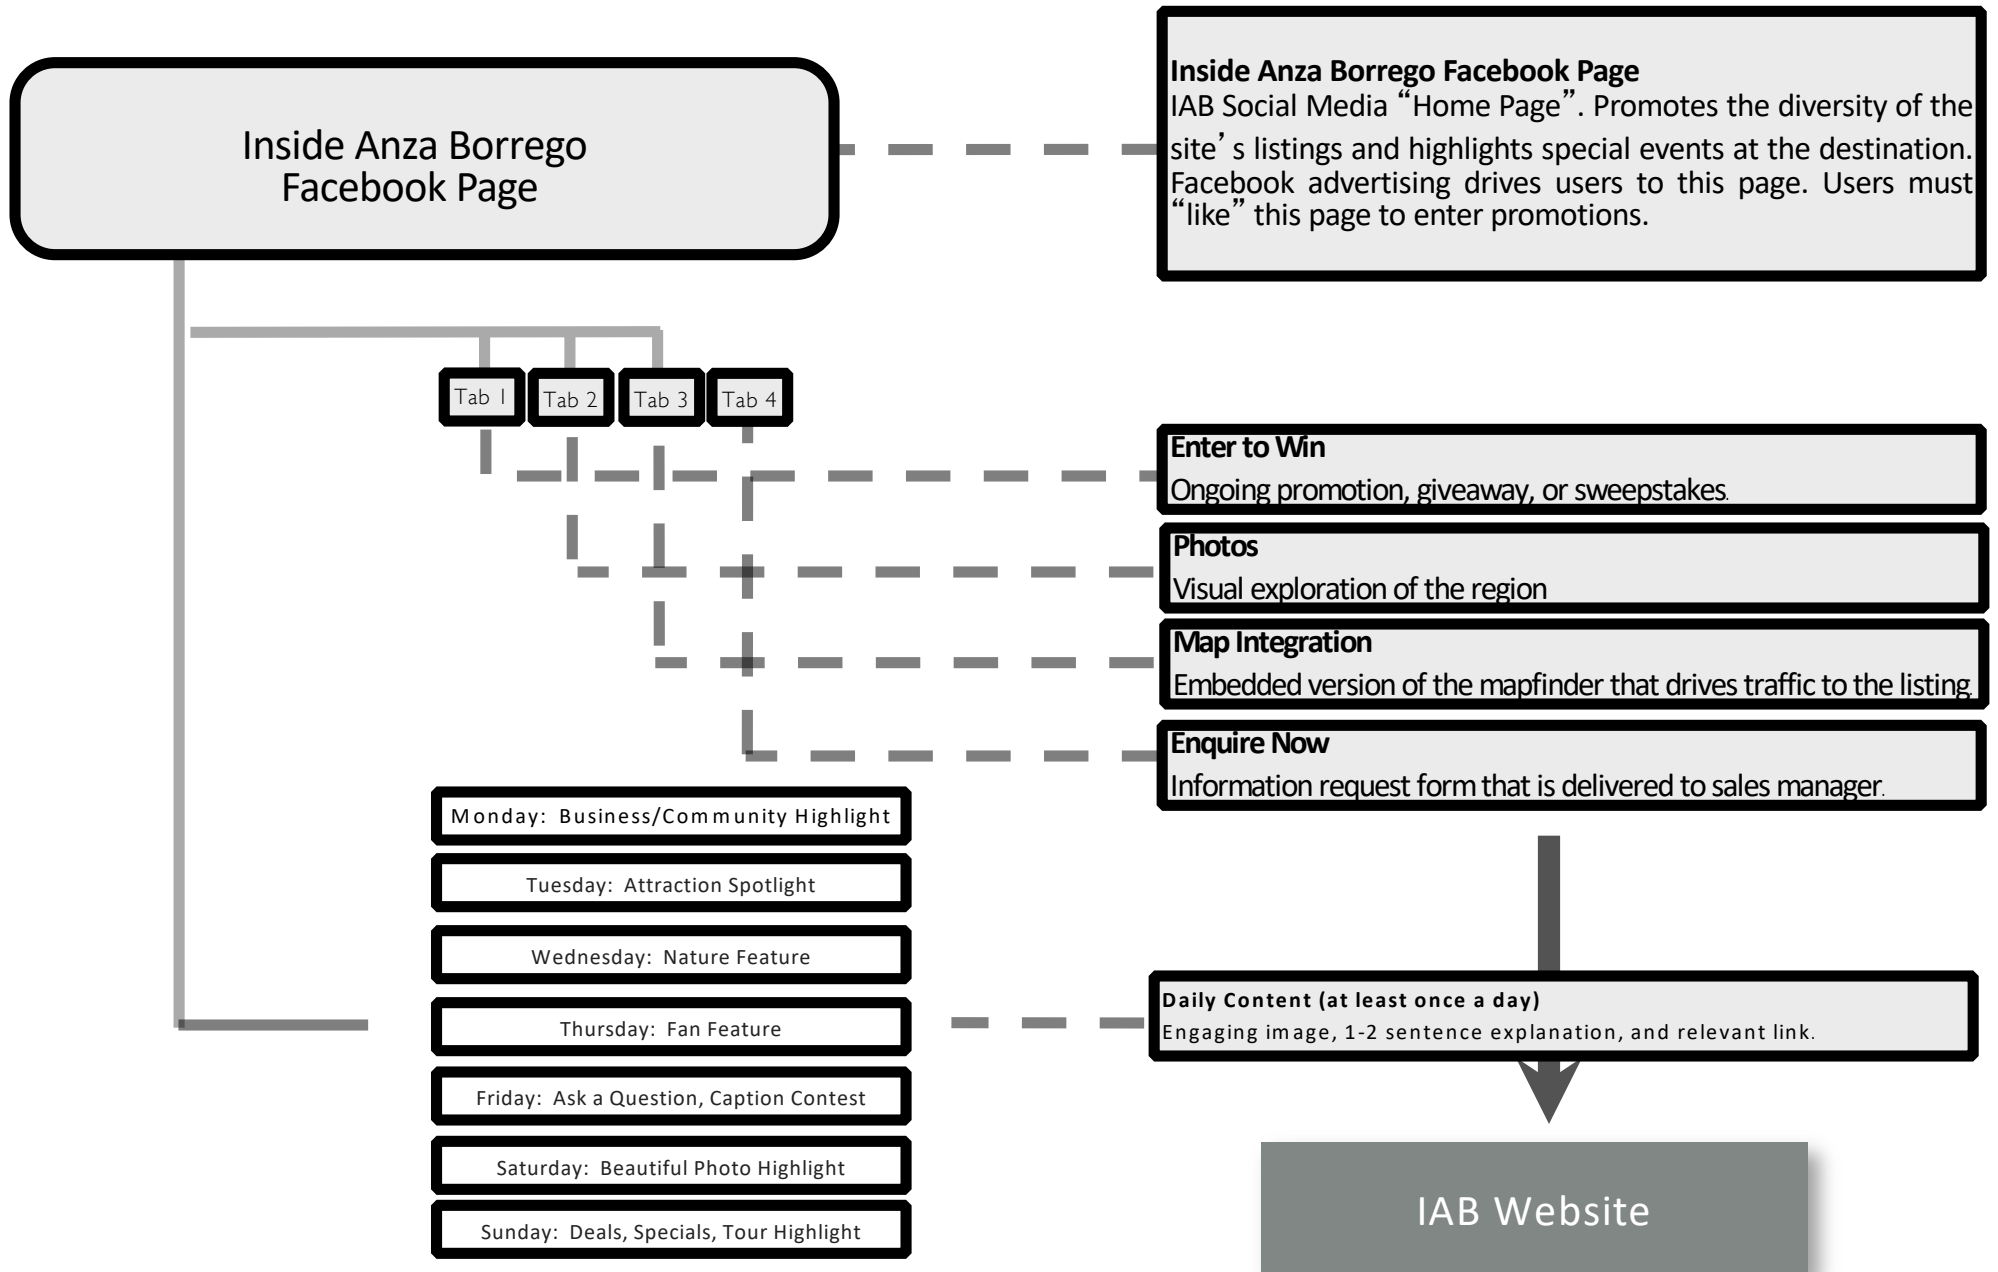 Inside Anza Borrego
Facebook Page
Inside Anza Borrego Facebook Page
IAB Social Media “Home Page”. Promotes the diversity of the
site’s listings and highlights special events at the destination.
Facebook advertising drives users to this page. Users must
“like” this page to enter promotions.
Tab 1
Tab 2
Tab 3
Tab 4
Enter to Win
Ongoing promotion, giveaway, or sweepstakes.
Photos
Visual exploration of the region
Map Integration
Embedded version of the mapfinder that drives traffic to the listing.
Enquire Now
Information request form that is delivered to sales manager.
Monday: Business/Community Highlight
Tuesday: Attraction Spotlight
Wednesday: Nature Feature
Thursday: Fan Feature
Friday: Ask a Question, Caption Contest
Saturday: Beautiful Photo Highlight
Sunday: Deals, Specials, Tour Highlight
Daily Content (at least once a day)
Engaging image, 1-2 sentence explanation, and relevant link.
IAB Website